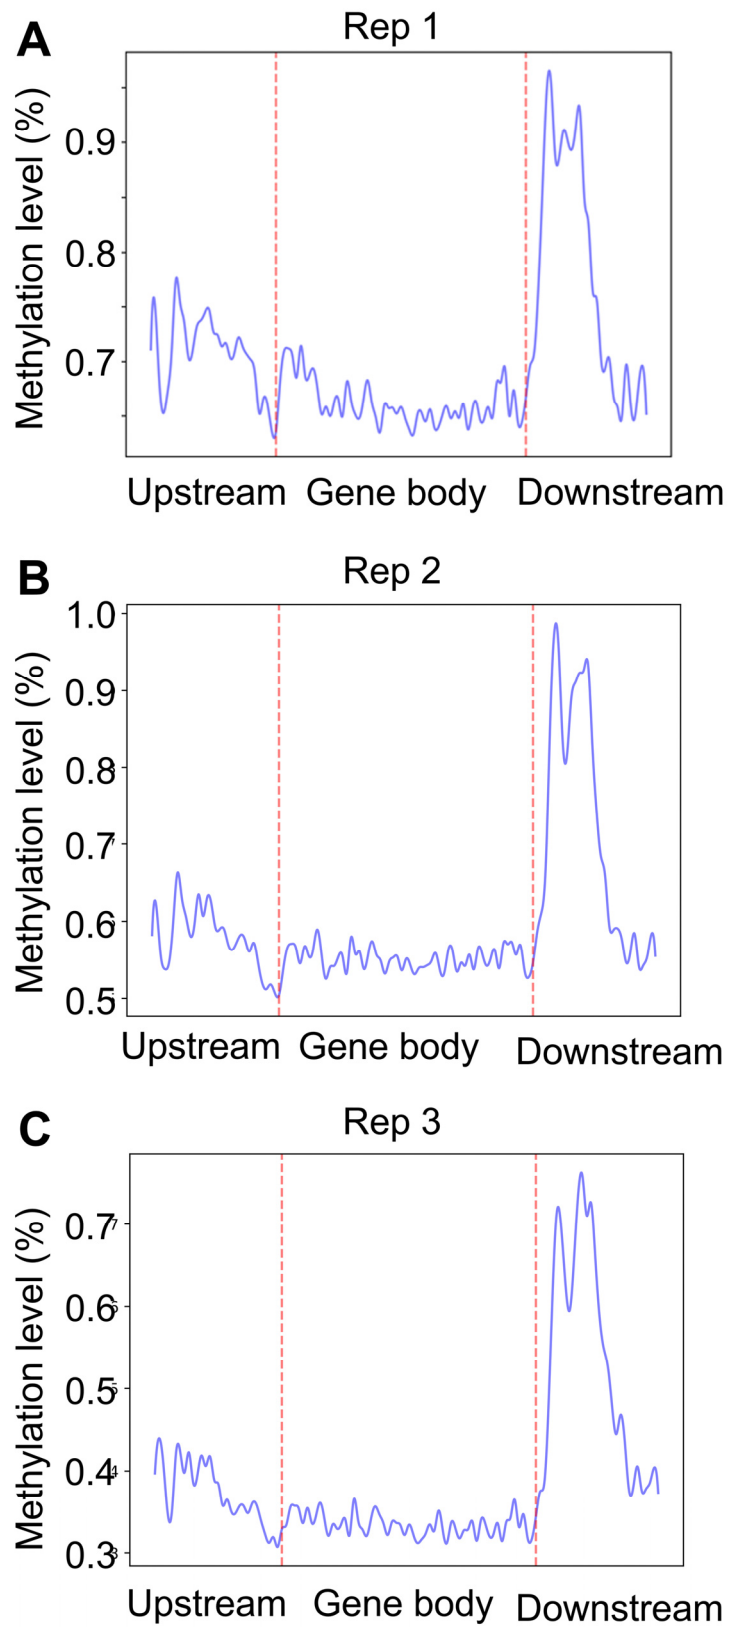 A
Rep 1
Methylation level (%)
0.9
0.8
0.7
Upstream Gene body Downstream
B
Rep 2
Methylation level (%)
1.0
0.9
0.8
0.7
0.6
0.5
Upstream Gene body Downstream
C
Rep 3
Methylation level (%)
0.7
0.6
0.5
0.4
0.3
Upstream Gene body Downstream